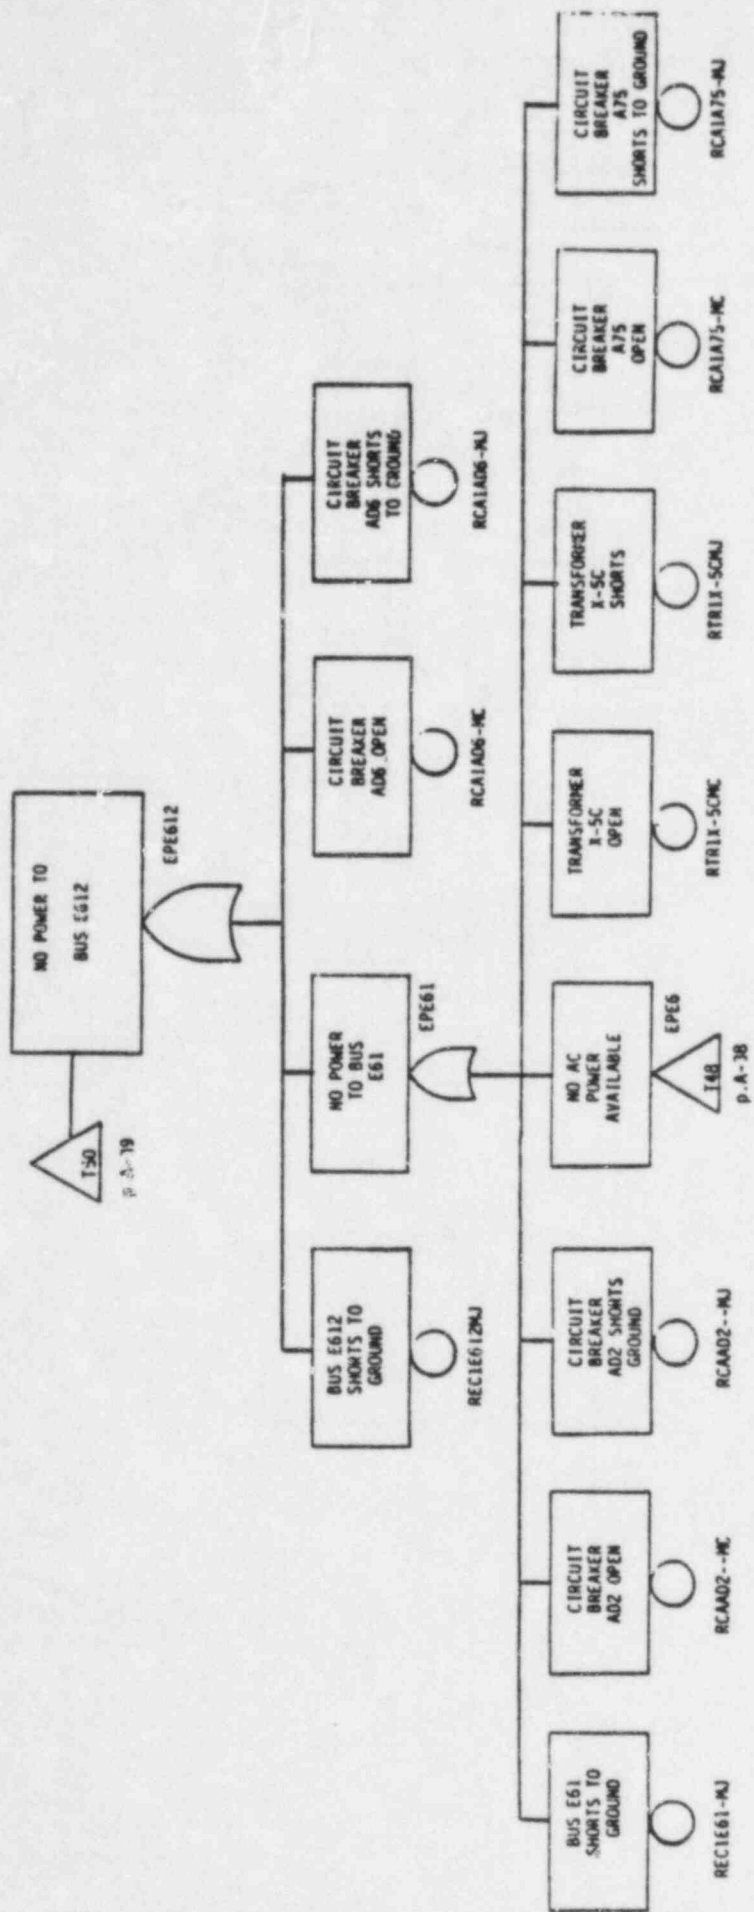 NO POWER TO
BUS E612
EPE612
T50
p.A-39
BUS E612
SHORTS TO
GROUND
REC1E612MJ
NO POWER
TO BUS
E61
EPE61
CIRCUIT
BREAKER
AD6 OPEN
RCA1AD6-MC
CIRCUIT
BREAKER
AD6 SHORTS
TO GROUND
RCA1AD6-MJ
BUS E61
SHORTS TO
GROUND
REC1E61-MJ
CIRCUIT
BREAKER
AD2 OPEN
RCAAD2--MC
CIRCUIT
BREAKER
AD2 SHORTS
GROUND
RCAAD2--MJ
NO AC
POWER
AVAILABLE
EPE6
T48
p.A-38
TRANSFORMER
X-5C
OPEN
RTR1X-5CMC
TRANSFORMER
X-5C
SHORTS
RTR1X-5CMJ
CIRCUIT
BREAKER
A75
OPEN
RCA1A75-MC
CIRCUIT
BREAKER
A75
SHORTS TO GROUND
RCA1A75-MJ